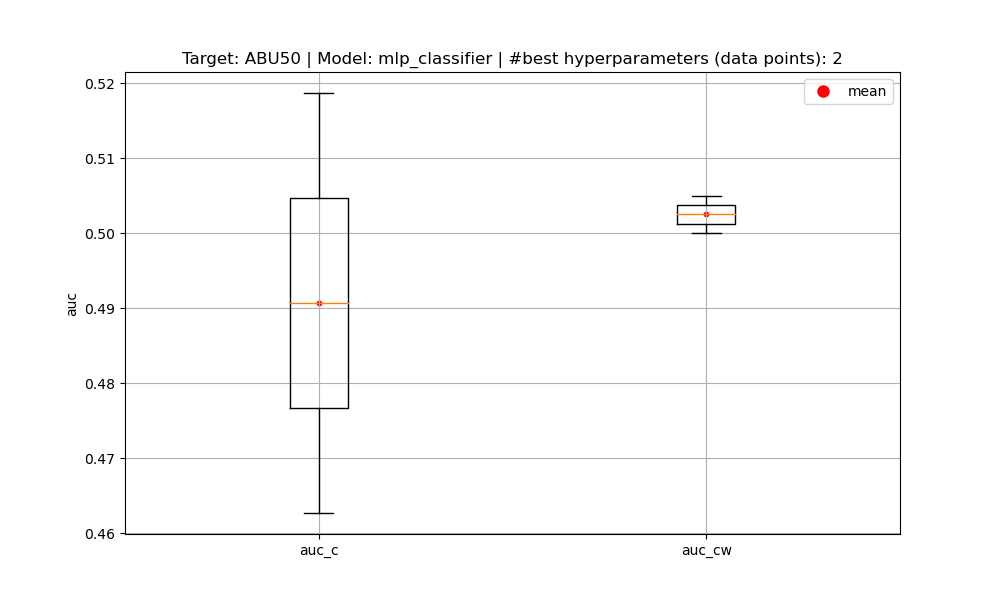 Target: ABU50 | Model: mlp_classifier | #best hyperparameters (data points): 2
mean
0.52
0.51
0.50
0.49
0.48
0.47
0.46
auc
auc_c
auc_cw